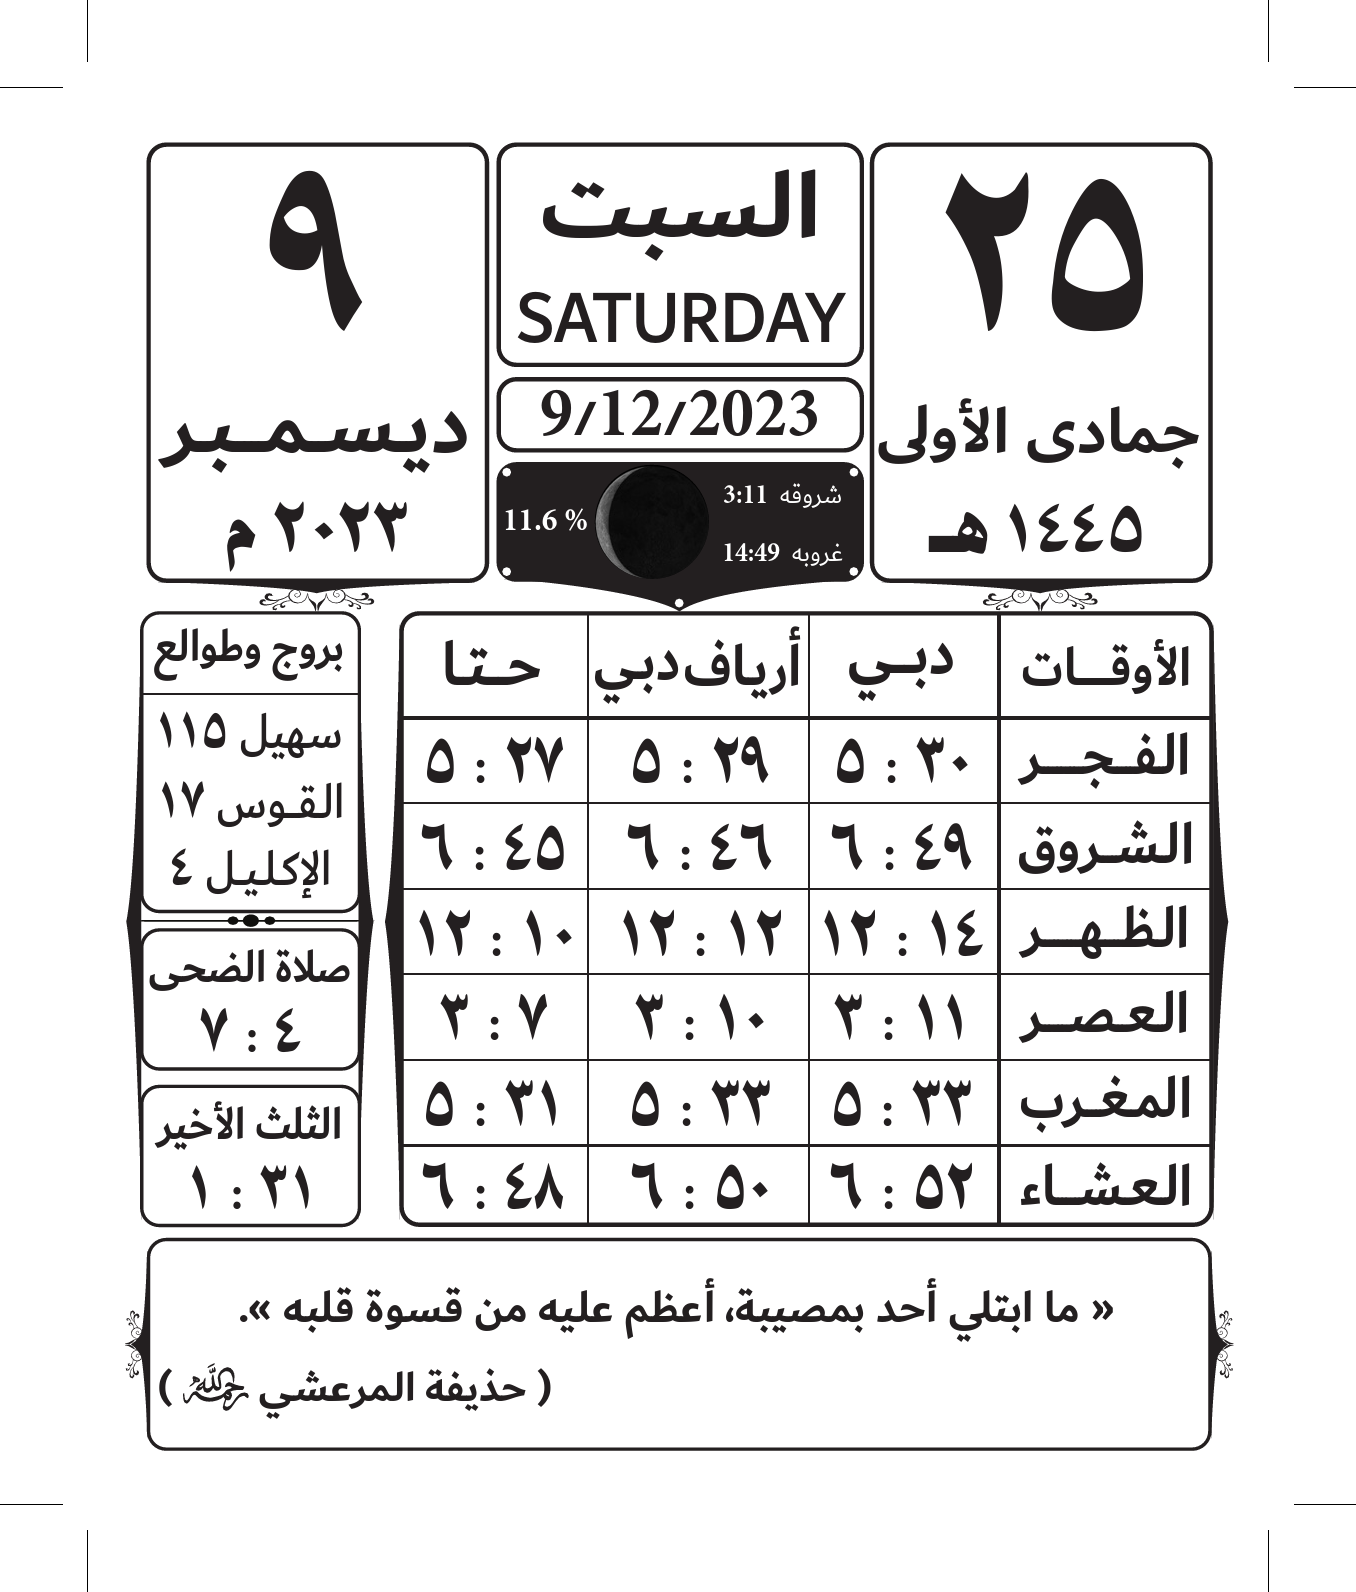 ٢٥
جمادى الأولى
١٤٤٥ هـ
السبت
SATURDAY
9/12/2023
شروقه 3:11
غروبه 14:49
11.6 %
٩
ديسمبر
٢٠٢٣ م
الأوقات دبي أرياف دبي حتا
الفجر ٥ : ٣٠ ٥ : ٢٩ ٥ : ٢٧
الشروق ٦ : ٤٩ ٦ : ٤٦ ٦ : ٤٥
الظهر ١٢ : ١٤ ١٢ : ١٢ ١٢ : ١٠
العصر ٣ : ١١ ٣ : ١٠ ٣ : ٧
المغرب ٥ : ٣٣ ٥ : ٣٣ ٥ : ٣١
العشاء ٦ : ٥٢ ٦ : ٥٠ ٦ : ٤٨
بروج وطوالع
سهيل ١١٥
القوس ١٧
الإكليل ٤
صلاة الضحى
٧ : ٤
الثلث الأخير
١ : ٣١
« ما ابتلي أحد بمصيبة، أعظم عليه من قسوة قلبه ».
( حذيفة المرعشي رحمه الله )